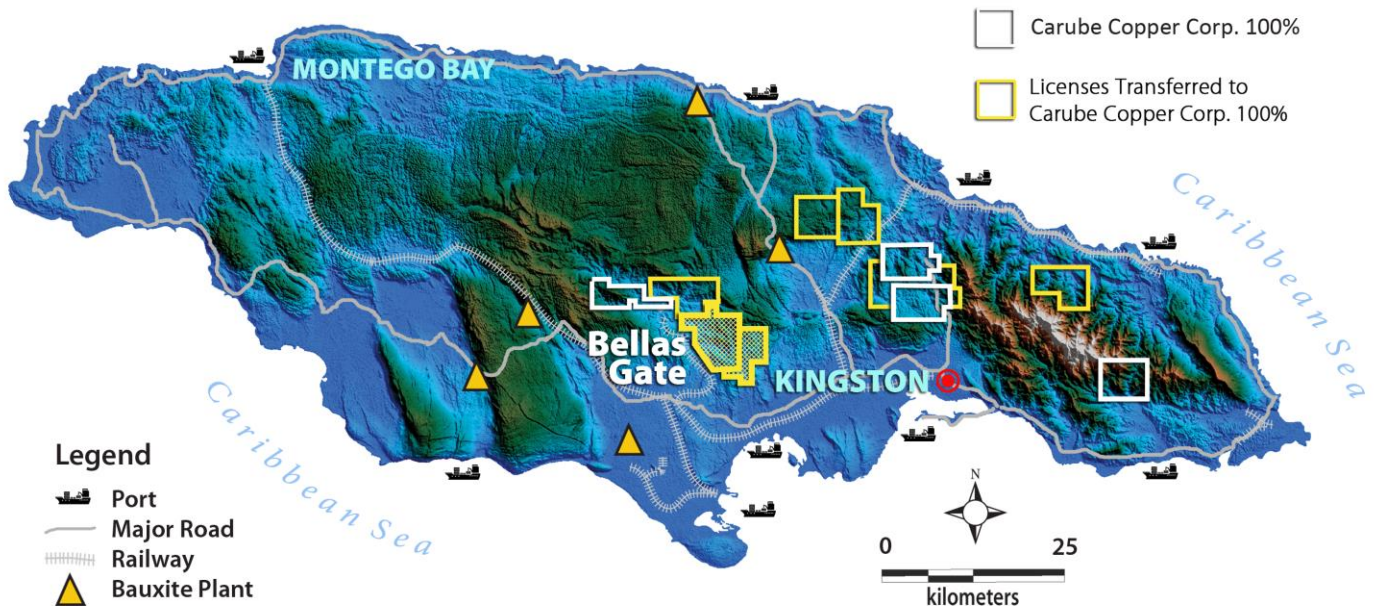 Carube Copper Corp. 100%
Licenses Transferred to
Carube Copper Corp. 100%
MONTEGO BAY
Caribbean Sea
Bellas
Gate
KINGSTON
Caribbean Sea
Legend
Port
Major Road
Railway
Bauxite Plant
N
0 25
kilometers